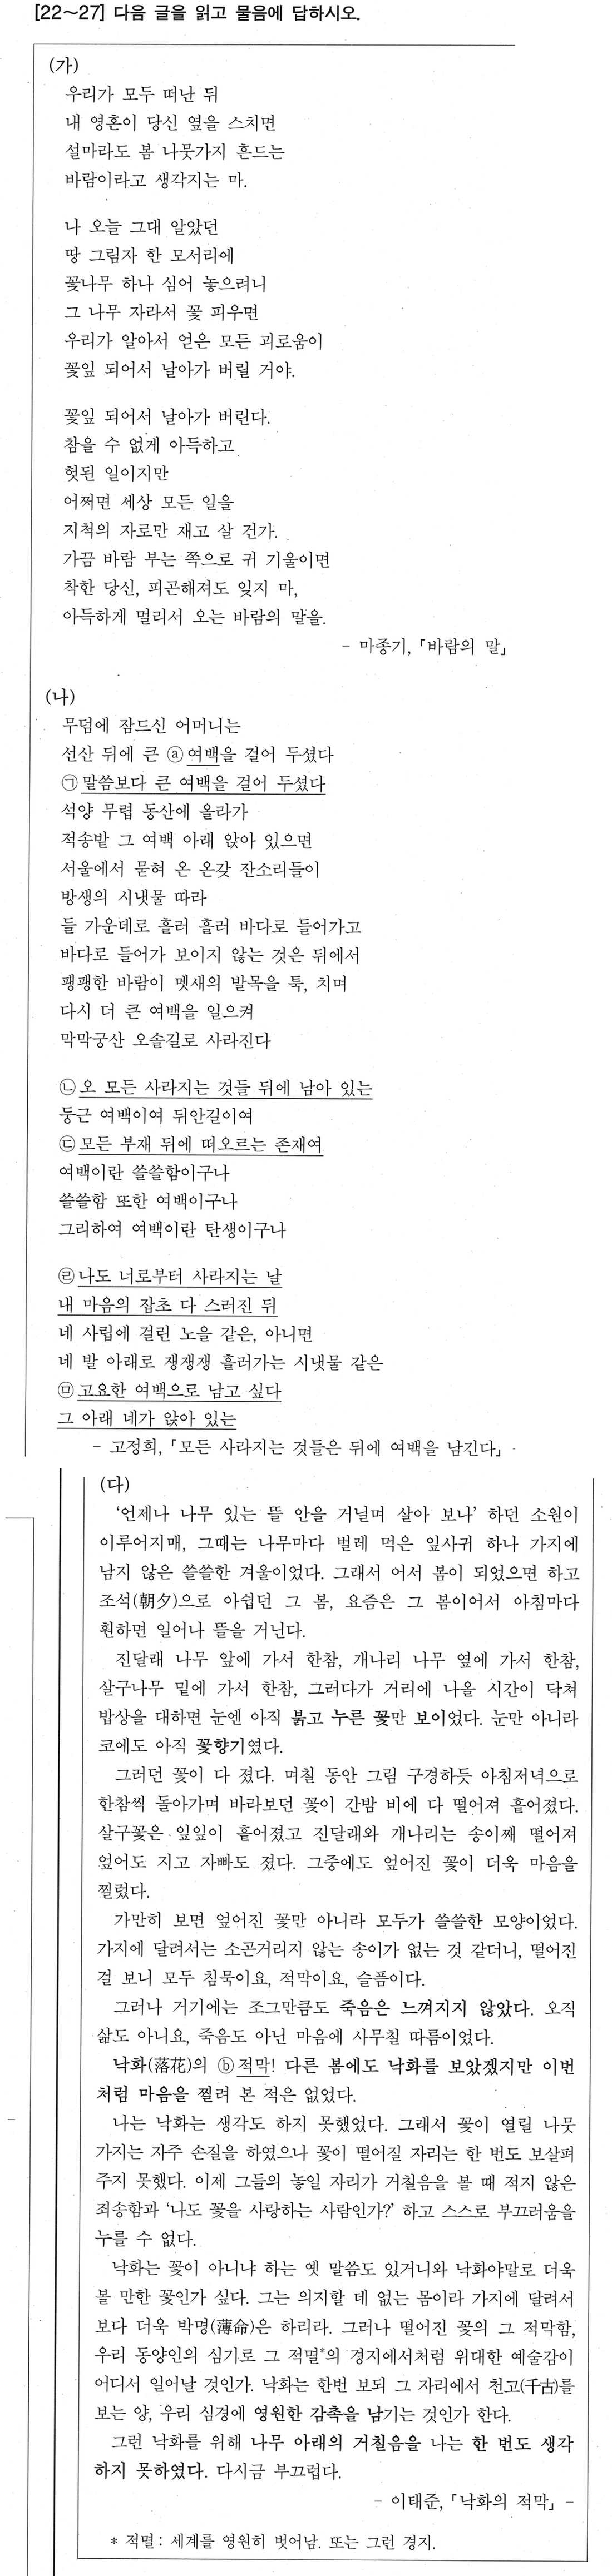 [22~27] 다음 글을 읽고 물음에 답하시오.
(가)
우리가 모두 떠난 뒤
내 영혼이 당신 옆을 스치면
설마라도 봄 나뭇가지 흔드는
바람이라고 생각지는 마.
나 오늘 그대 알았던
땅 그림자 한 모서리에
꽃나무 하나 심어 놓으려니
그 나무 자라서 꽃 피우면
우리가 알아서 얻은 모든 괴로움이
꽃잎 되어서 날아가 버릴 거야.
꽃잎 되어서 날아가 버린다.
참을 수 없게 아득하고
헛된 일이지만
어쩌면 세상 모든 일을
지척의 자로만 재고 살 건가.
가끔 바람 부는 쪽으로 귀 기울이면
착한 당신, 피곤해져도 잊지 마,
아득하게 멀리서 오는 바람의 말을.
- 마종기, 「바람의 말」
(나)
무덤에 잠드신 어머니는
선산 뒤에 큰 ⓐ여백을 걸어 두셨다
㉠말씀보다 큰 여백을 걸어 두셨다
석양 무렵 동산에 올라가
적송밭 그 여백 아래 앉아 있으면
서울에서 묻혀 온 온갖 잔소리들이
방생의 시냇물 따라
들 가운데로 흘러 흘러 바다로 들어가고
바다로 들어가 보이지 않는 것은 뒤에서
팽팽한 바람이 멧새의 발목을 툭, 치며
다시 더 큰 여백을 일으켜
막막궁산 오솔길로 사라진다
㉡오 모든 사라지는 것들 뒤에 남아 있는
둥근 여백이여 뒤안길이여
㉢모든 부재 뒤에 떠오르는 존재여
여백이란 쓸쓸함이구나
쓸쓸함 또한 여백이구나
그리하여 여백이란 탄생이구나
㉣나도 너로부터 사라지는 날
내 마음의 잡초 다 스러진 뒤
네 사립에 걸린 노을 같은, 아니면
네 발 아래로 쟁쟁쟁 흘러가는 시냇물 같은
㉤고요한 여백으로 남고 싶다
그 아래 네가 앉아 있는
- 고정희, 「모든 사라지는 것들은 뒤에 여백을 남긴다」
(다)
‘언제나 나무 있는 뜰 안을 거닐며 살아 보나’ 하던 소원이
이루어지매, 그때는 나무마다 벌레 먹은 잎사귀 하나 가지에
남지 않은 쓸쓸한 겨울이었다. 그래서 어서 봄이 되었으면 하고
조석(朝夕)으로 아쉽던 그 봄, 요즘은 그 봄이어서 아침마다
훤하면 일어나 뜰을 거닌다.
진달래 나무 앞에 가서 한참, 개나리 나무 옆에 가서 한참,
살구나무 밑에 가서 한참, 그러다가 거리에 나올 시간이 닥쳐
밥상을 대하면 눈엔 아직 붉고 누른 꽃만 보이었다. 눈만 아니라
코에도 아직 꽃향기였다.
그러던 꽃이 다 졌다. 며칠 동안 그림 구경하듯 아침저녁으로
한참씩 돌아가며 바라보던 꽃이 간밤 비에 다 떨어져 흩어졌다.
살구꽃은 잎잎이 흩어졌고 진달래와 개나리는 송이째 떨어져
엎어도 지고 자빠도 졌다. 그중에도 엎어진 꽃이 더욱 마음을
찔렀다.
가만히 보면 엎어진 꽃만 아니라 모두가 쓸쓸한 모양이었다.
가지에 달려서는 소곤거리지 않는 송이가 없는 것 같더니, 떨어진
걸 보니 모두 침묵이요, 적막이요, 슬픔이다.
그러나 거기에는 조그만큼도 죽음은 느껴지지 않았다. 오직
삶도 아니요, 죽음도 아닌 마음에 사무칠 따름이었다.
낙화(落花)의 ⓑ적막! 다른 봄에도 낙화를 보았겠지만 이번
처럼 마음을 찔려 본 적은 없었다.
나는 낙화는 생각도 하지 못했었다. 그래서 꽃이 열릴 나뭇
가지는 자주 손질을 하였으나 꽃이 떨어질 자리는 한 번도 보살펴
주지 못했다. 이제 그들의 놓일 자리가 거칠음을 볼 때 적지 않은
죄송함과 ‘나도 꽃을 사랑하는 사람인가?’ 하고 스스로 부끄러움을
누를 수 없다.
낙화는 꽃이 아니냐 하는 옛 말씀도 있거니와 낙화야말로 더욱
볼 만한 꽃인가 싶다. 그는 의지할 데 없는 몸이라 가지에 달려서
보다 더욱 박명(薄命)은 하리라. 그러나 떨어진 꽃의 그 적막함,
우리 동양인의 심기로 그 적멸*의 경지에서처럼 위대한 예술감이
어디서 일어날 것인가. 낙화는 한번 보되 그 자리에서 천고(千古)를
보는 양, 우리 심경에 영원한 감촉을 남기는 것인가 한다.
그런 낙화를 위해 나무 아래의 거칠음을 나는 한 번도 생각
하지 못하였다. 다시금 부끄럽다.
- 이태준, 「낙화의 적막」 -
* 적멸: 세계를 영원히 벗어남. 또는 그런 경지.